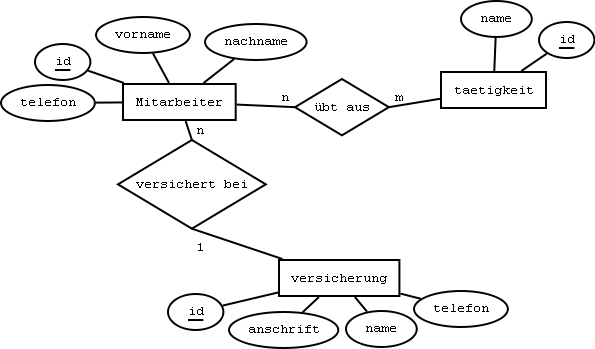 name
vorname
nachname
id
id
telefon
Mitarbeiter
n
übt aus
m
taetigkeit
n
versichert bei
1
versicherung
id
anschrift
name
telefon